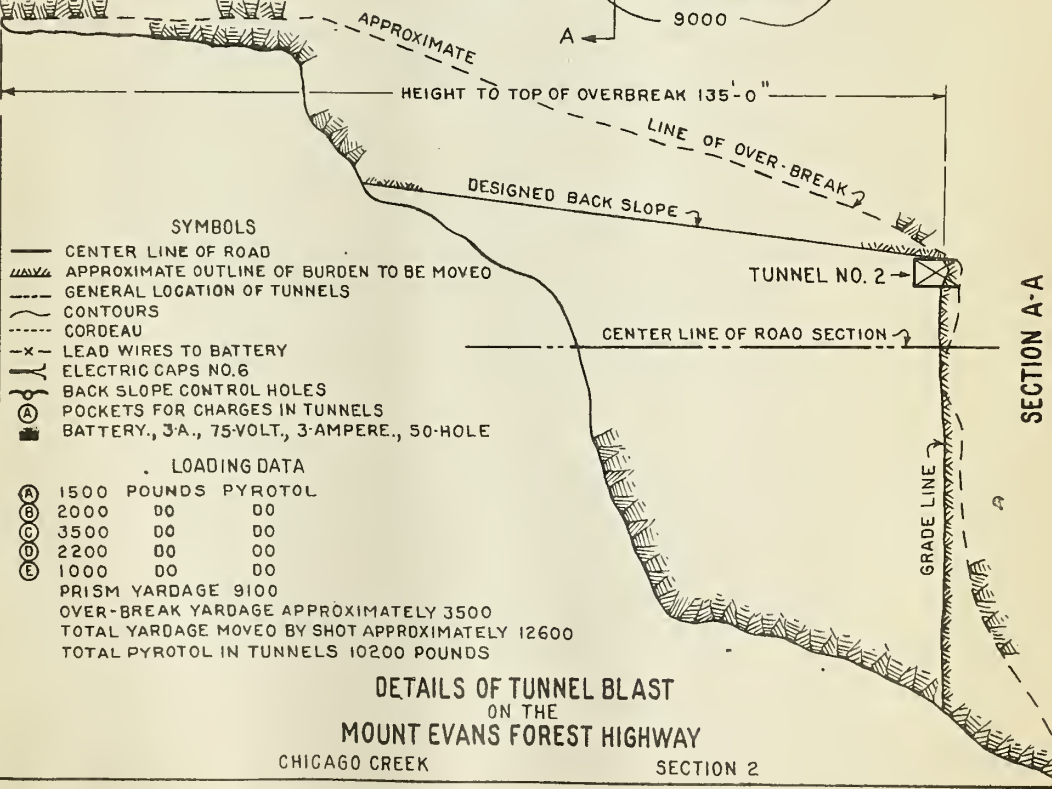 9000
A
APPROXIMATE
HEIGHT TO TOP OF OVERBREAK 135'-0"
LINE OF OVER-BREAK
DESIGNED BACK SLOPE
TUNNEL NO. 2
CENTER LINE OF ROAD SECTION
GRADE LINE
SECTION A-A
SYMBOLS
CENTER LINE OF ROAD
APPROXIMATE OUTLINE OF BURDEN TO BE MOVED
GENERAL LOCATION OF TUNNELS
CONTOURS
CORDEAU
LEAD WIRES TO BATTERY
ELECTRIC CAPS NO.6
BACK SLOPE CONTROL HOLES
A POCKETS FOR CHARGES IN TUNNELS
BATTERY., 3-A., 75-VOLT., 3-AMPERE., 50-HOLE
LOADING DATA
A 1500 POUNDS PYROTOL
B 2000 DO DO
C 3500 DO DO
D 2200 DO DO
E 1000 DO DO
PRISM YARDAGE 9100
OVER-BREAK YARDAGE APPROXIMATELY 3500
TOTAL YARDAGE MOVED BY SHOT APPROXIMATELY 12600
TOTAL PYROTOL IN TUNNELS 10200 POUNDS
DETAILS OF TUNNEL BLAST
ON THE
MOUNT EVANS FOREST HIGHWAY
CHICAGO CREEK SECTION 2